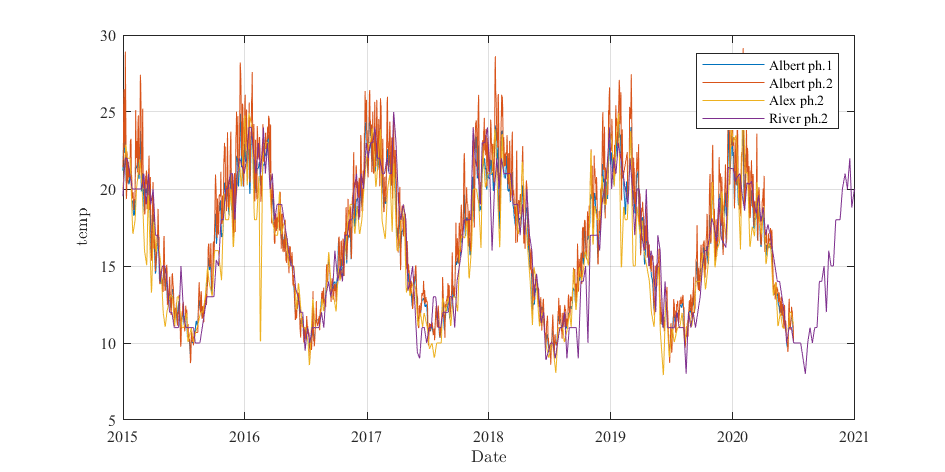 30
25
20
15
10
5
temp
2015
2016
2017
2018
2019
2020
2021
Date
Albert ph.1
Albert ph.2
Alex ph.2
River ph.2